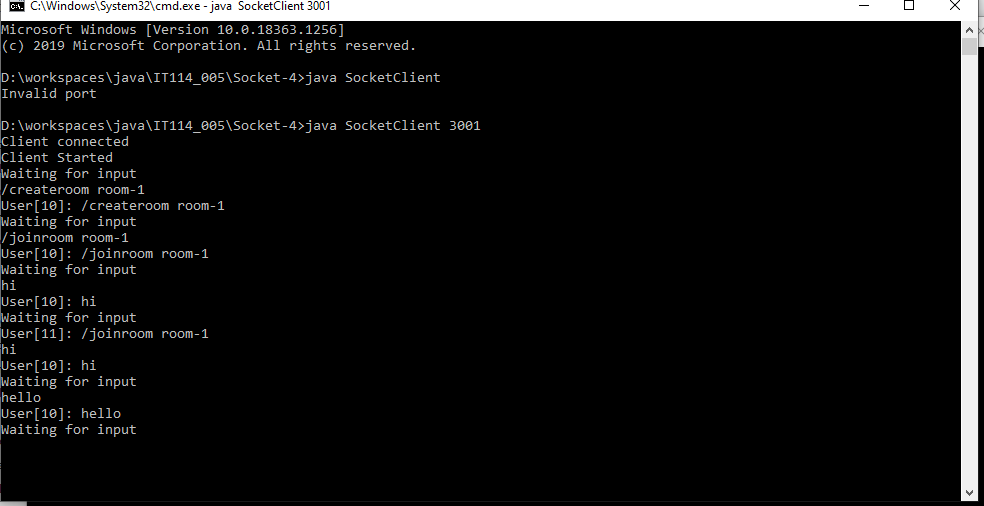 C:\Windows\System32\cmd.exe - java  SocketClient 3001
Microsoft Windows [Version 10.0.18363.1256]
(c) 2019 Microsoft Corporation. All rights reserved.
D:\workspaces\java\IT114_005\Socket-4>java SocketClient
Invalid port
D:\workspaces\java\IT114_005\Socket-4>java SocketClient 3001
Client connected
Client Started
Waiting for input
/createroom room-1
User[10]: /createroom room-1
Waiting for input
/joinroom room-1
User[10]: /joinroom room-1
Waiting for input
hi
User[10]: hi
Waiting for input
User[11]: /joinroom room-1
hi
User[10]: hi
Waiting for input
hello
User[10]: hello
Waiting for input